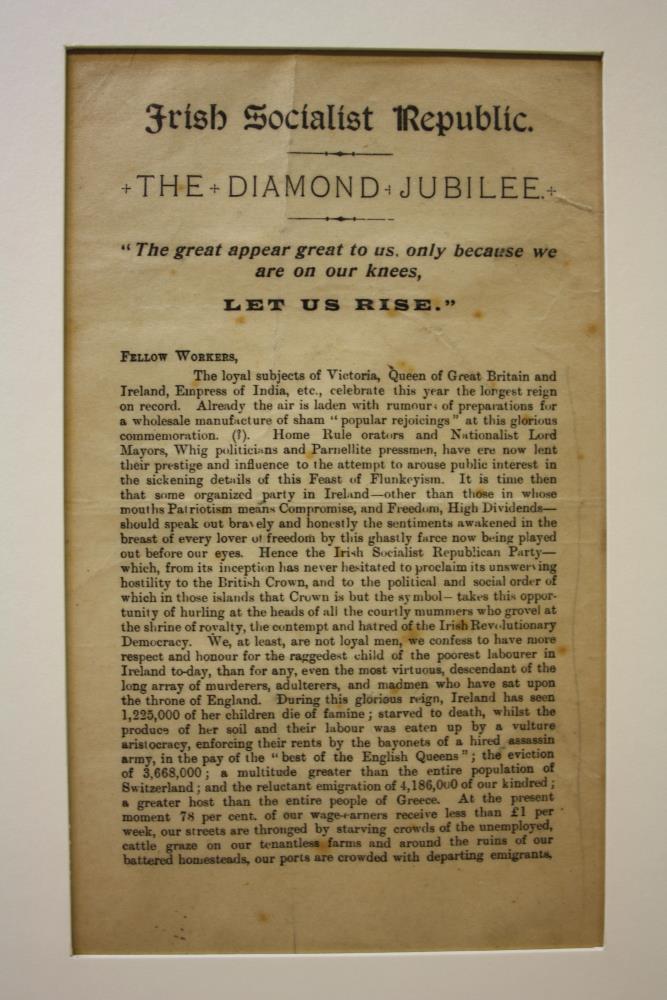 Irish Socialist Republic.
THE DIAMOND JUBILEE.
"The great appear great to us, only because we
are on our knees,
LET US RISE."
FELLOW WORKERS,
The loyal subjects of Victoria, Queen of Great Britain and
Ireland, Empress of India, etc., celebrate this year the longest reign
on record. Already the air is laden with rumours of preparations for
a wholesale manufacture of sham "popular rejoicings" at this glorious
commemoration. (?). Home Rule orators and Nationalist Lord
Mayors, Whig politicians and Parnellite pressmen, have ere now lent
their prestige and influence to the attempt to arouse public interest in
the sickening details of this Feast of Flunkeyism. It is time then
that some organized party in Ireland—other than those in whose
mouths Patriotism means Compromise, and Freedom, High Dividends—
should speak out bravely and honestly the sentiments awakened in the
breast of every lover of freedom by this ghastly farce now being played
out before our eyes. Hence the Irish Socialist Republican Party—
which, from its inception has never hesitated to proclaim its unswerving
hostility to the British Crown, and to the political and social order of
which in those islands that Crown is but the symbol—takes this oppor-
tunity of hurling at the heads of all the courtly mummers who grovel at
the shrine of royalty, the contempt and hatred of the Irish Revolutionary
Democracy. We, at least, are not loyal men, we confess to have more
respect and honour for the raggedest child of the poorest labourer in
Ireland to-day, than for any, even the most virtuous, descendant of the
long array of murderers, adulterers, and madmen who have sat upon
the throne of England. During this glorious reign, Ireland has seen
1,225,000 of her children die of famine; starved to death, whilst the
produce of her soil and their labour was eaten up by a vulture
aristocracy, enforcing their rents by the bayonets of a hired assassin
army, in the pay of the "best of the English Queens"; the eviction
of 3,668,000; a multitude greater than the entire population of
Switzerland; and the reluctant emigration of 4,186,000 of our kindred;
a greater host than the entire people of Greece. At the present
moment 78 per cent. of our wage-earners receive less than £1 per
week, our streets are thronged by starving crowds of the unemployed,
cattle graze on our tenantless farms and around the ruins of our
battered homesteads, our ports are crowded with departing emigrants,